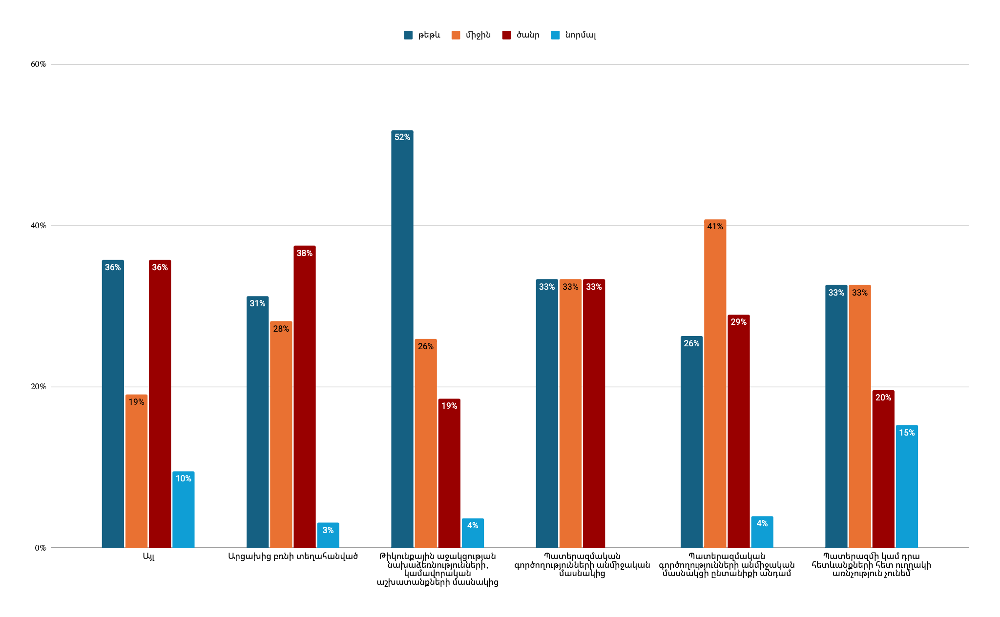 թեթև միջին ծանր նորմալ
60%
40%
20%
0%
36% 19% 36% 10%
31% 28% 38% 3%
52% 26% 19% 4%
33% 33% 33%
26% 41% 29% 4%
33% 33% 20% 15%
Այլ
Արցախից բռնի տեղահանված
Թիկունքային աջակցության
նախաձեռնությունների,
կամավորական
աշխատանքների մասնակից
Պատերազմական
գործողությունների անմիջական
մասնակից
Պատերազմական
գործողությունների անմիջական
մասնակցի ընտանիքի անդամ
Պատերազմի կամ դրա
հետևանքների հետ ուղղակի
առնչություն չունեմ